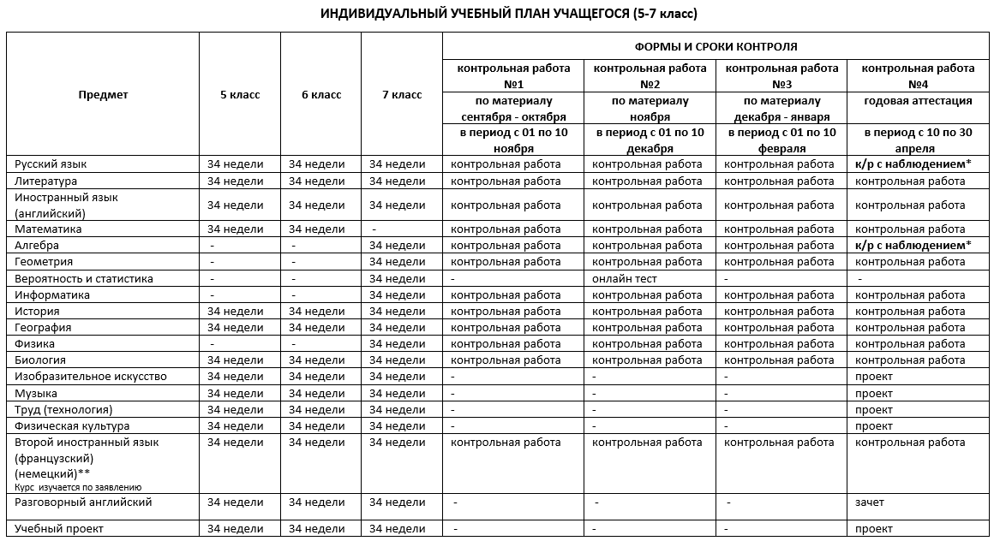 ИНДИВИДУАЛЬНЫЙ УЧЕБНЫЙ ПЛАН УЧАЩЕГОСЯ (5-7 класс)
Предмет 5 класс 6 класс 7 класс ФОРМЫ И СРОКИ КОНТРОЛЯ
контрольная работа №1 контрольная работа №2 контрольная работа №3 контрольная работа №4
по материалу сентября - октября по материалу ноября по материалу декабря - января годовая аттестация
в период с 01 по 10 ноября в период с 01 по 10 декабря в период с 01 по 10 февраля в период с 10 по 30 апреля
Русский язык 34 недели 34 недели 34 недели контрольная работа контрольная работа контрольная работа к/р с наблюдением*
Литература 34 недели 34 недели 34 недели контрольная работа контрольная работа контрольная работа контрольная работа
Иностранный язык
(английский) 34 недели 34 недели 34 недели контрольная работа контрольная работа контрольная работа контрольная работа
Математика 34 недели 34 недели - контрольная работа контрольная работа контрольная работа контрольная работа
Алгебра - - 34 недели контрольная работа контрольная работа контрольная работа к/р с наблюдением*
Геометрия - - 34 недели контрольная работа контрольная работа контрольная работа контрольная работа
Вероятность и статистика - - 34 недели - онлайн тест - -
Информатика - - 34 недели контрольная работа контрольная работа контрольная работа контрольная работа
История 34 недели 34 недели 34 недели контрольная работа контрольная работа контрольная работа контрольная работа
География 34 недели 34 недели 34 недели контрольная работа контрольная работа контрольная работа контрольная работа
Физика - - 34 недели контрольная работа контрольная работа контрольная работа контрольная работа
Биология 34 недели 34 недели 34 недели контрольная работа контрольная работа контрольная работа контрольная работа
Изобразительное искусство 34 недели 34 недели 34 недели - - - проект
Музыка 34 недели 34 недели 34 недели - - - проект
Труд (технология) 34 недели 34 недели 34 недели - - - проект
Физическая культура 34 недели 34 недели 34 недели - - - проект
Второй иностранный язык 34 недели 34 недели 34 недели контрольная работа контрольная работа контрольная работа контрольная работа
(французский)
(немецкий)**
Курс изучается по заявлению
Разговорный английский 34 недели 34 недели 34 недели - - - зачет
Учебный проект 34 недели 34 недели 34 недели - - - проект